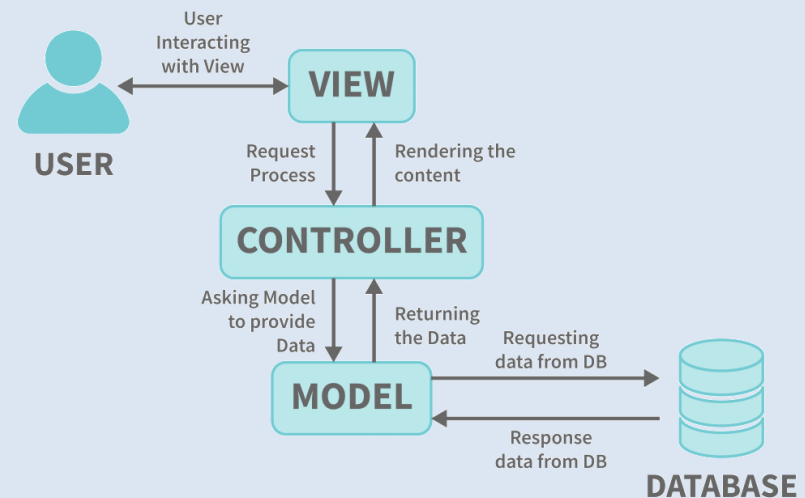 User
Interacting
with View
VIEW
USER
Request
Process
Rendering the
content
CONTROLLER
Asking Model
to provide
Data
Returning
the Data
Requesting
data from DB
MODEL
Response
data from DB
DATABASE